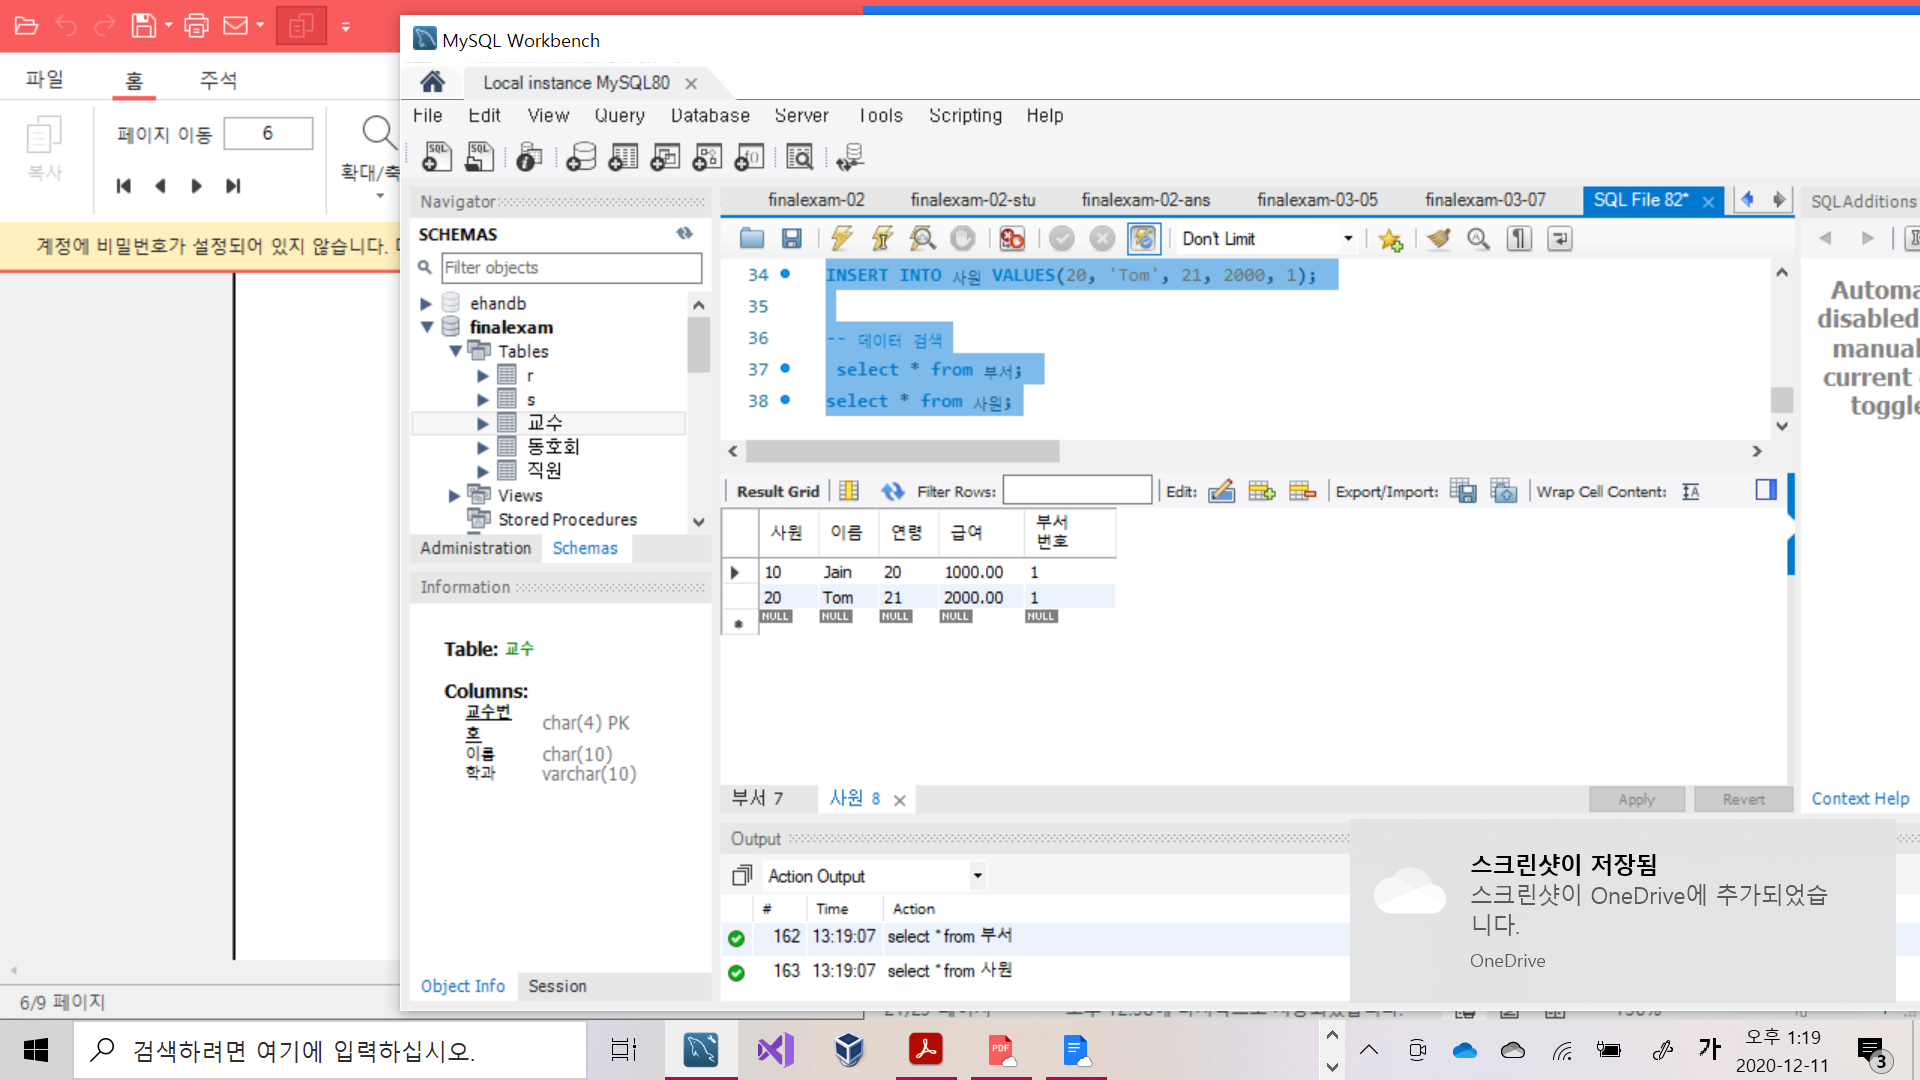 파일
홈
주석
복사
페이지 이동
6
확대/축
계정에 비밀번호가 설정되어 있지 않습니다.
6/9 페이지
MySQL Workbench
Local instance MySQL80
File Edit View Query Database Server Tools Scripting Help
Navigator
SCHEMAS
Filter objects
ehandb
finalexam
Tables
r
s
교수
동호회
직원
Views
Stored Procedures
Administration
Schemas
Information
Table: 교수
Columns:
교수번
호
char(4) PK
이름
char(10)
학과
varchar(10)
Object Info
Session
finalexam-02
finalexam-02-stu
finalexam-02-ans
finalexam-03-05
finalexam-03-07
SQL File 82*
Don't Limit
34 INSERT INTO 사원 VALUES(20, 'Tom', 21, 2000, 1);
35
36 -- 데이터 검색
37 select * from 부서;
38 select * from 사원;
Result Grid
Filter Rows:
Edit:
Export/Import:
Wrap Cell Content:
사원 이름 연령 급여 부서
번호
10 Jain 20 1000.00 1
20 Tom 21 2000.00 1
NULL NULL NULL NULL NULL
부서 7
사원 8
Apply
Revert
SQLAdditions
Automa
disabled
manual
current
toggle
Context Help
Output
Action Output
# Time Action
162 13:19:07 select * from 부서
163 13:19:07 select * from 사원
스크린샷이 저장됨
스크린샷이 OneDrive에 추가되었습
니다.
OneDrive
검색하려면 여기에 입력하십시오.
PDF
가
오후 1:19
2020-12-11
3